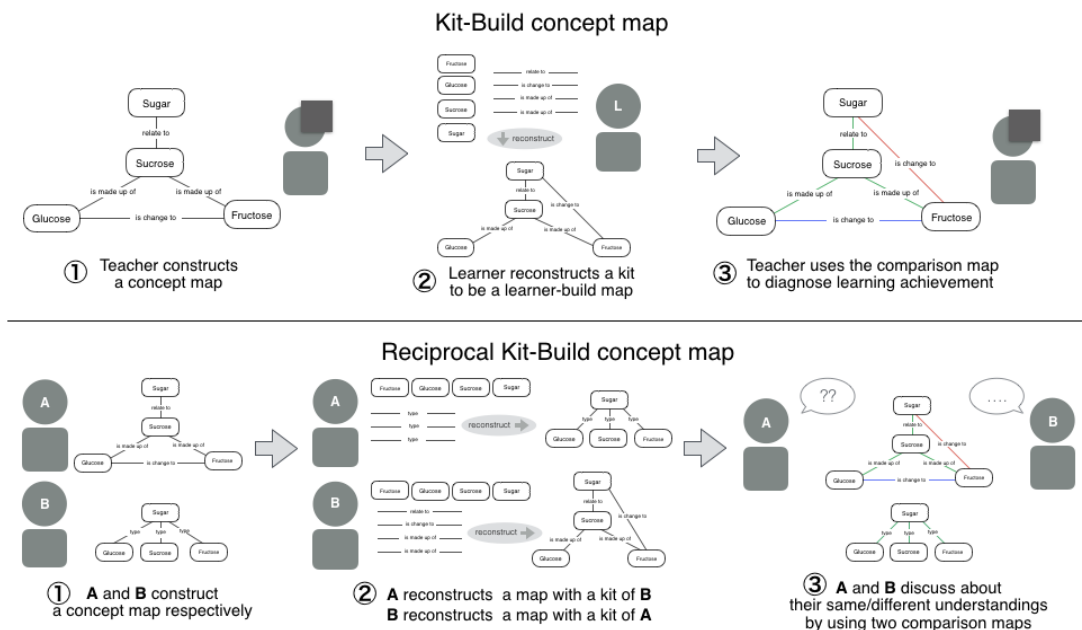 Kit-Build concept map
Sugar
relate to
Sucrose
is made up of
is made up of
Glucose
is change to
Fructose
① Teacher constructs
a concept map
Fructose
Glucose
Sucrose
Sugar
relate to
is change to
is made up of
is made up of
L
reconstruct
Sugar
relate to
is change to
Sucrose
is made up of
is made up of
Glucose
Fructose
② Learner reconstructs a kit
to be a learner-build map
Sugar
relate to
is change to
Sucrose
is made up of
is made up of
Glucose
is change to
Fructose
③ Teacher uses the comparison map
to diagnose learning achievement
Reciprocal Kit-Build concept map
A
Sugar
relate to
Sucrose
is made up of
is made up of
Glucose
is change to
Fructose
B
Sugar
type
type
type
Glucose
Sucrose
Fructose
① A and B construct
a concept map respectively
A
Fructose
Glucose
Sucrose
Sugar
type
type
type
reconstruct
Sugar
type
type
type
Glucose
Sucrose
Fructose
B
Fructose
Glucose
Sucrose
Sugar
relate to
is change to
is made up of
is made up of
reconstruct
Sugar
relate to
is change to
Sucrose
is made up of
is made up of
Glucose
Fructose
② A reconstructs a map with a kit of B
B reconstructs a map with a kit of A
A
??
....
B
Sugar
relate to
is change to
Sucrose
is made up of
is made up of
Glucose
is change to
Fructose
Sugar
type
type
type
Glucose
Sucrose
Fructose
③ A and B discuss about
their same/different understandings
by using two comparison maps